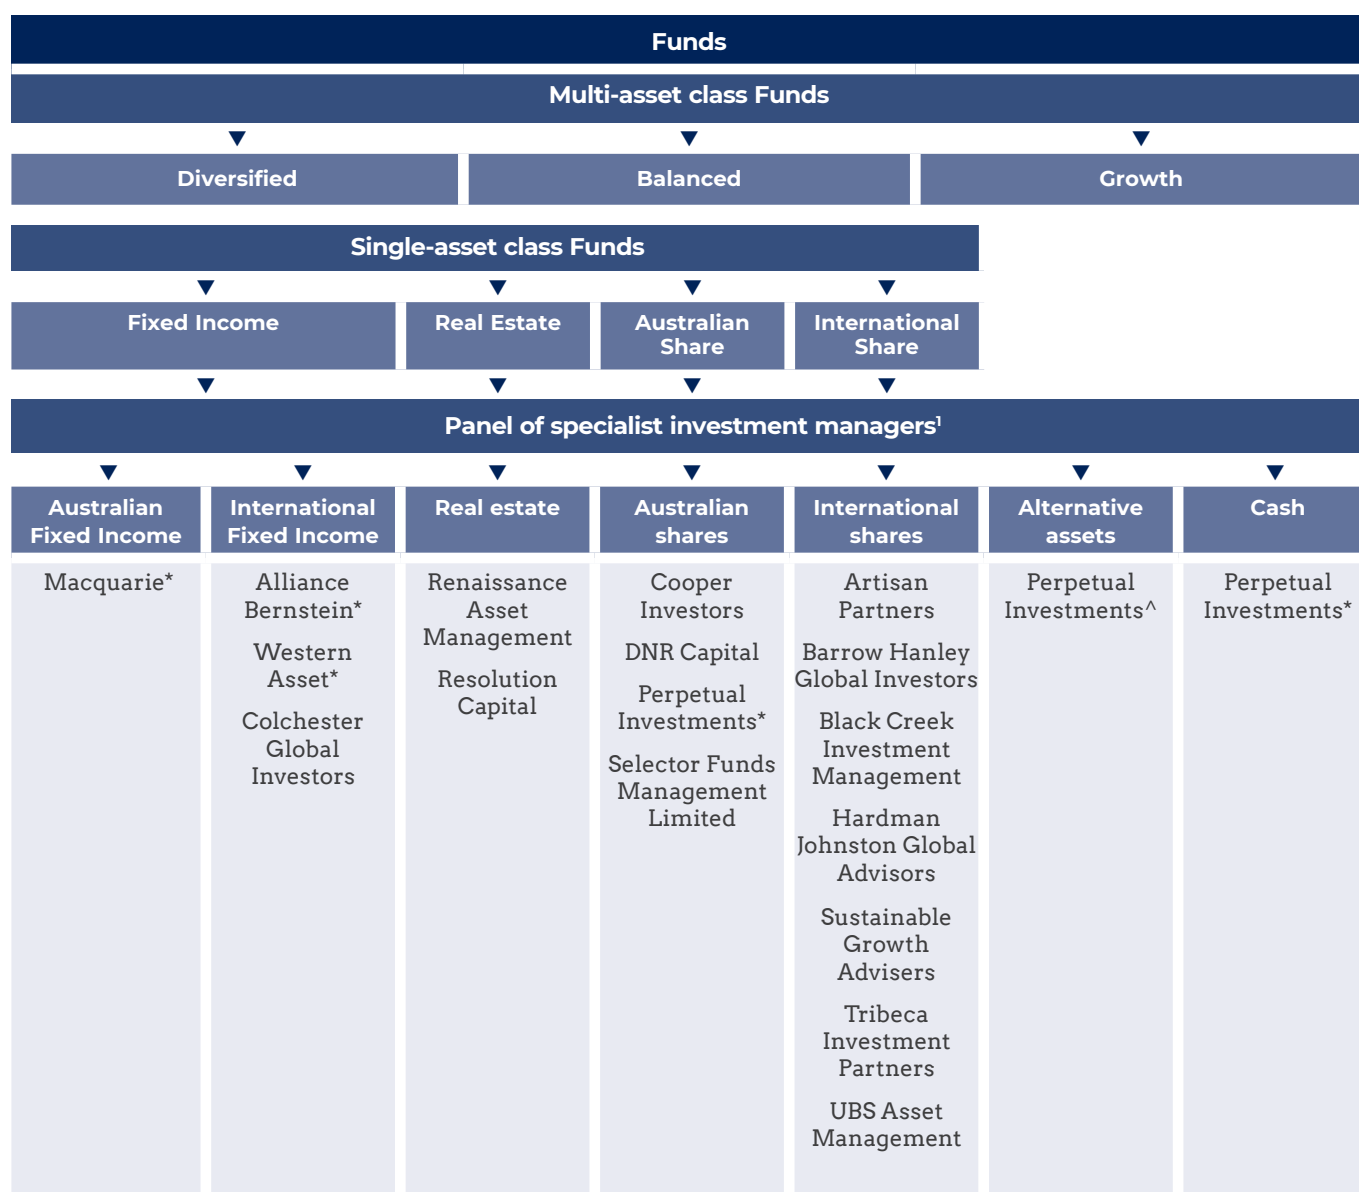 Funds
Multi-asset class Funds
▼ ▼ ▼
Diversified
Balanced
Growth
Single-asset class Funds
▼ ▼ ▼ ▼
Fixed Income
Real Estate
Australian
Share
International
Share
▼ ▼ ▼ ▼
Panel of specialist investment managers¹
▼ ▼ ▼ ▼ ▼ ▼ ▼
Australian
Fixed Income
Macquarie*
International
Fixed Income
Alliance
Bernstein*
Western
Asset*
Colchester
Global
Investors
Real estate
Renaissance
Asset
Management
Resolution
Capital
Australian
shares
Cooper
Investors
DNR Capital
Perpetual
Investments*
Selector Funds
Management
Limited
International
shares
Artisan
Partners
Barrow Hanley
Global Investors
Black Creek
Investment
Management
Hardman
Johnston Global
Advisors
Sustainable
Growth
Advisers
Tribeca
Investment
Partners
UBS Asset
Management
Alternative
assets
Perpetual
Investments^
Cash
Perpetual
Investments*